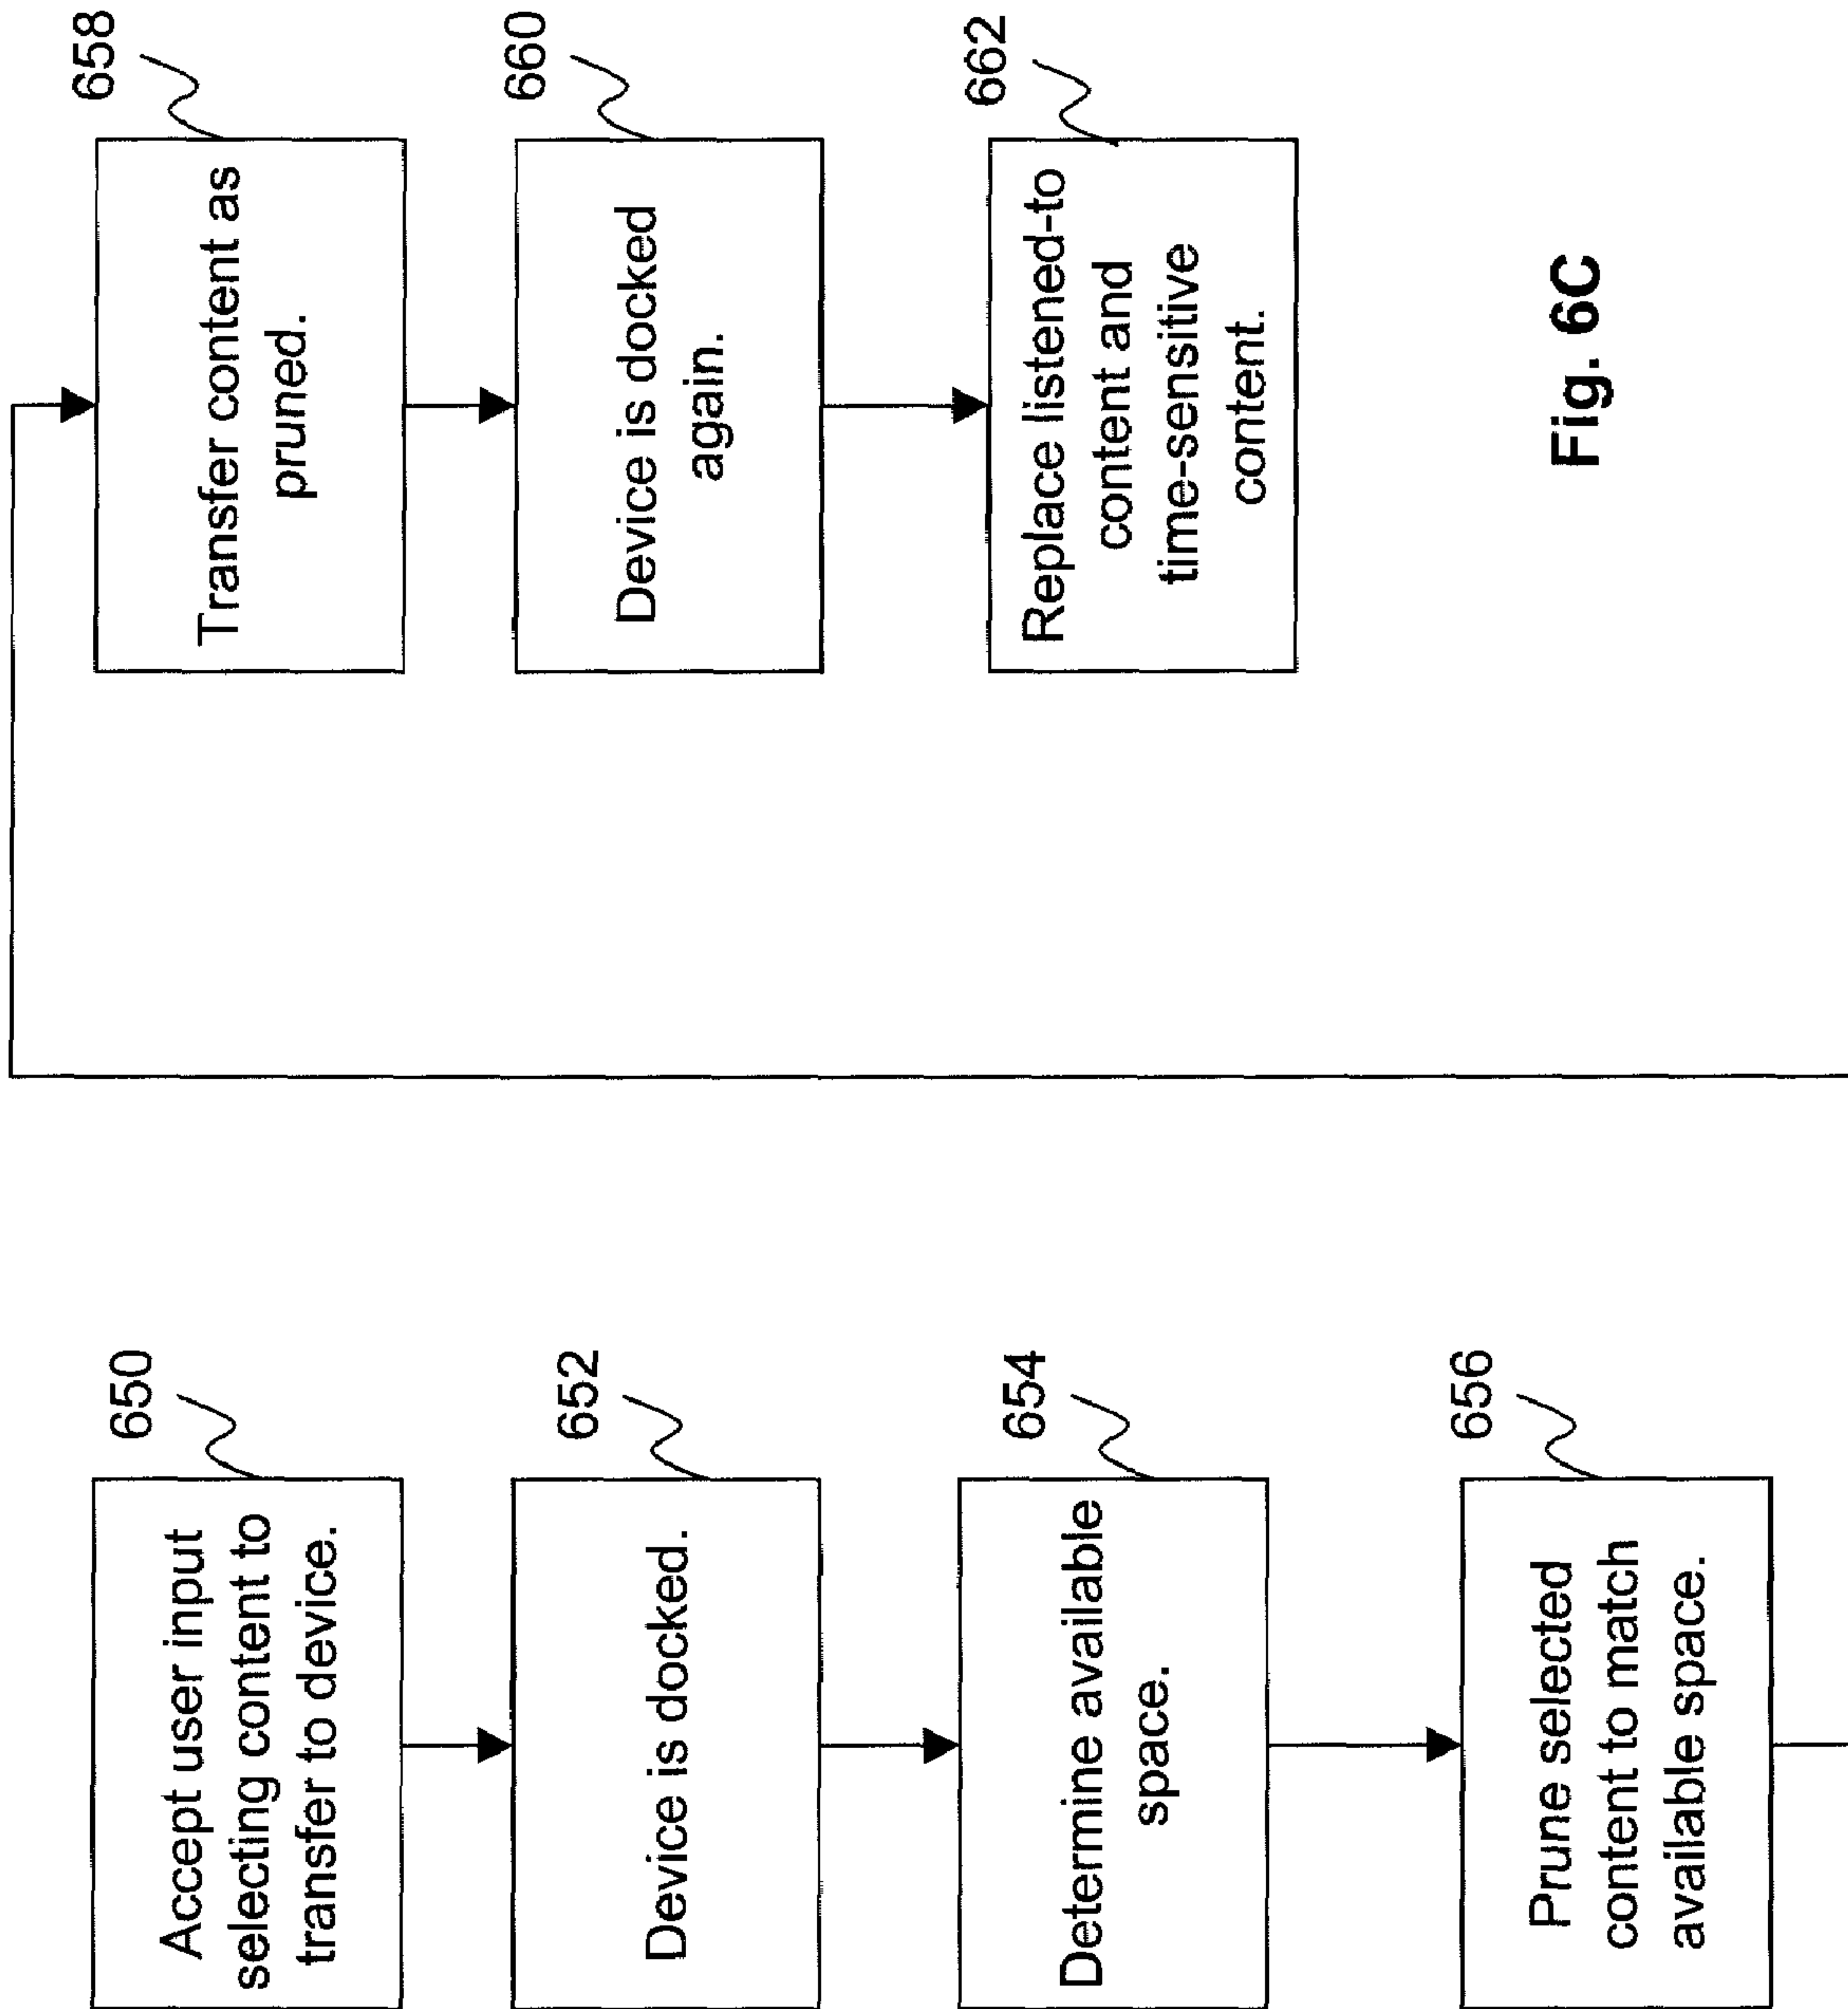 650
Accept user input
selecting content to
transfer to device.
652
Device is docked.
654
Determine available
space.
656
Prune selected
content to match
available space.
658
Transfer content as
pruned.
660
Device is docked
again.
662
Replace listened-to
content and
time-sensitive
content.
Fig. 6C